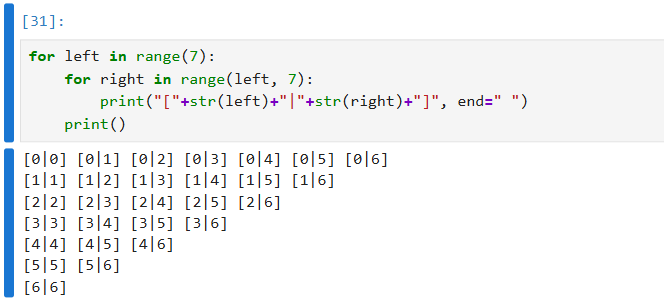 [31]:
for left in range(7):
    for right in range(left, 7):
        print("["+str(left)+"|"+str(right)+"]", end=" ")
    print()
[0|0] [0|1] [0|2] [0|3] [0|4] [0|5] [0|6]
[1|1] [1|2] [1|3] [1|4] [1|5] [1|6]
[2|2] [2|3] [2|4] [2|5] [2|6]
[3|3] [3|4] [3|5] [3|6]
[4|4] [4|5] [4|6]
[5|5] [5|6]
[6|6]